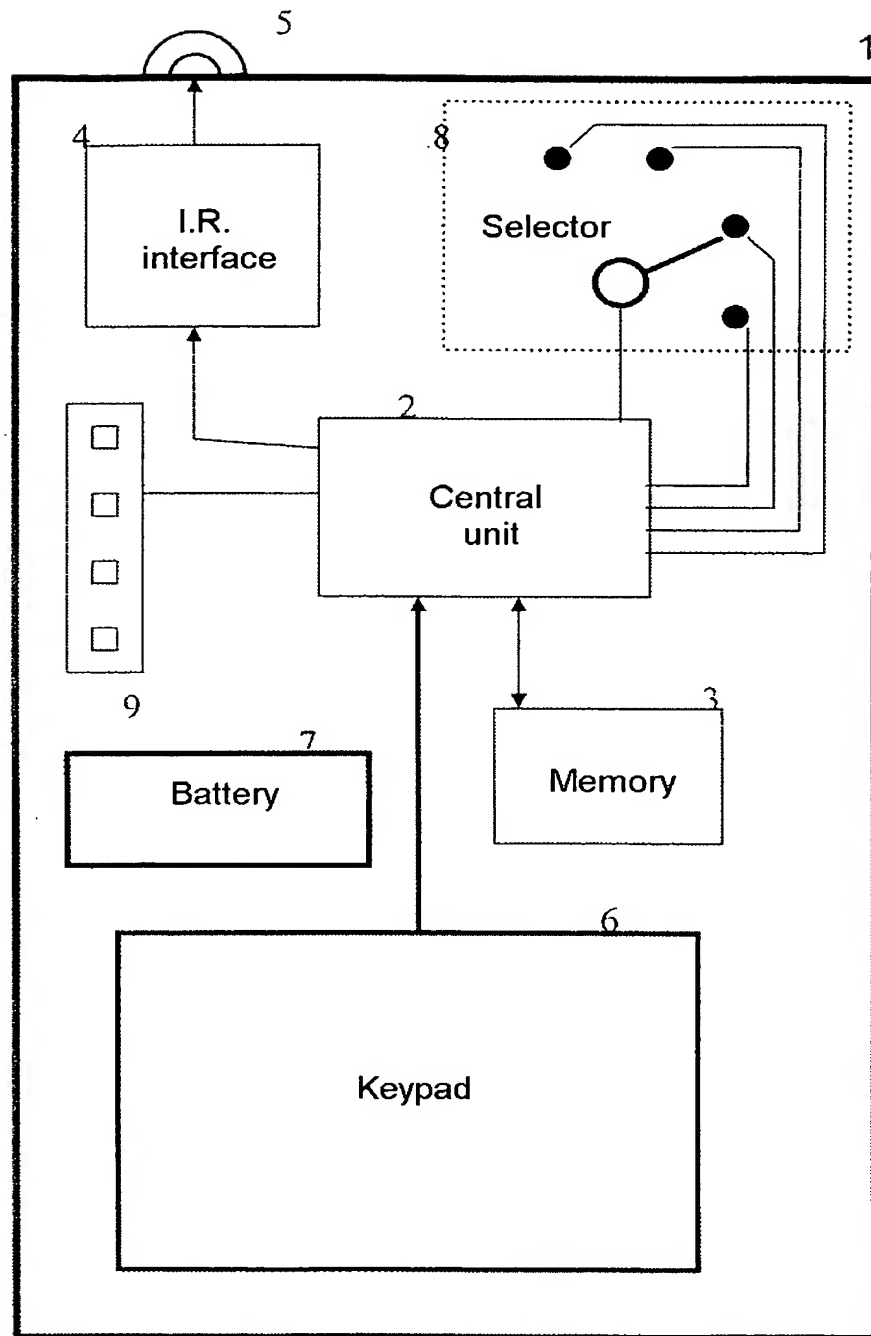 5
1
4
8
I.R.
interface
Selector
2
Central
unit
9
7
3
Battery
Memory
6
Keypad